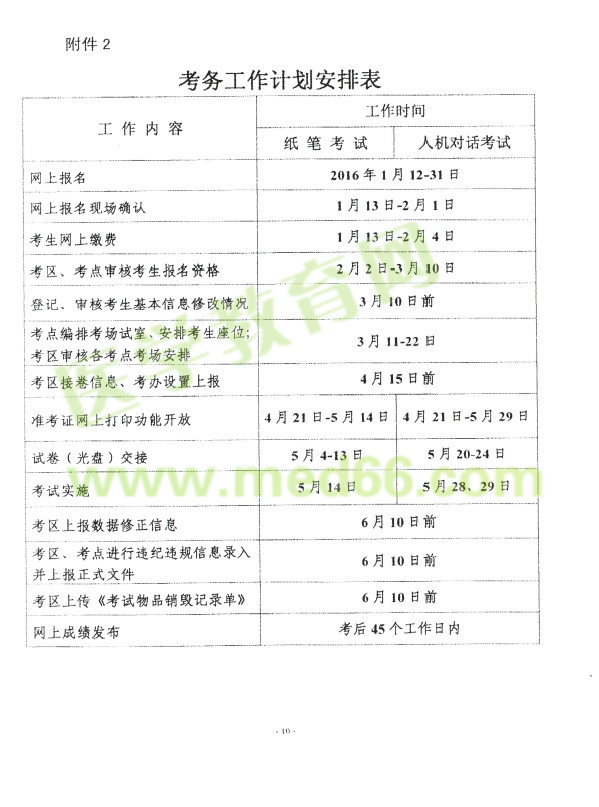 附件 2
考务工作计划安排表
工作内容
工作时间
纸笔考试
人机对话考试
网上报名
2016 年 1 月 12-31 日
网上报名现场确认
1 月 13 日-2 月 1 日
考生网上缴费
1 月 13 日-2 月 4 日
考区、考点审核考生报名资格
2 月 2 日-3 月 10 日
登记、审核考生基本信息修改情况
3 月 10 日前
考点编排考场试室、安排考生座位；
考区审核各考点考场安排
3 月 11-22 日
考区接卷信息、考办设置上报
4 月 15 日前
准考证网上打印功能开放
4 月 21 日-5 月 14 日
4 月 21 日-5 月 29 日
试卷（光盘）交接
5 月 4-13 日
5 月 20-24 日
考试实施
5 月 14 日
5 月 28、29 日
考区上报数据修正信息
6 月 10 日前
考区、考点进行违纪违规信息录入
并上报正式文件
6 月 10 日前
考区上传《考试物品销毁记录单》
6 月 10 日前
网上成绩发布
考后 45 个工作日内
- 10 -
医学教育网
www.med66.com